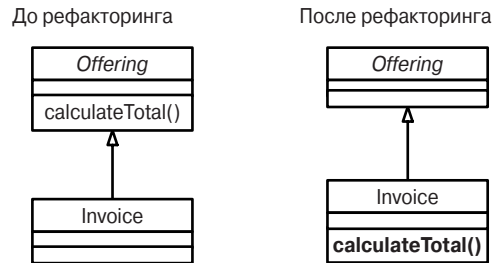 До рефакторинга
После рефакторинга
Offering
calculateTotal()
Invoice
Offering
Invoice
calculateTotal()